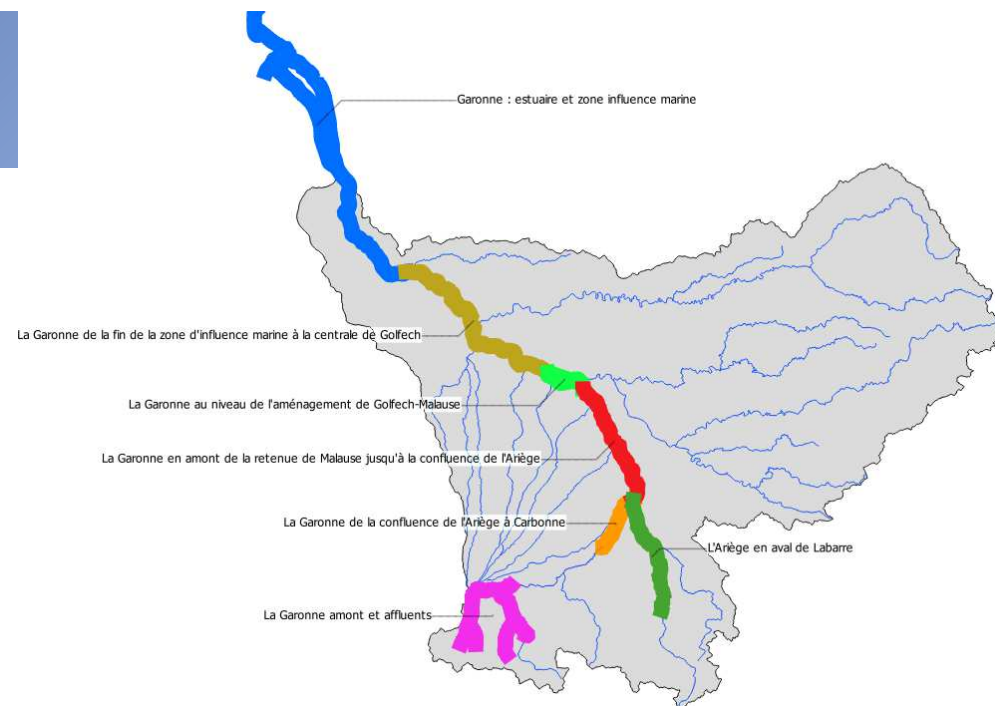 Garonne : estuaire et zone influence marine
La Garonne de la fin de la zone d'influence marine à la centrale de Golfech
La Garonne au niveau de l'aménagement de Golfech-Malause
La Garonne en amont de la retenue de Malause jusqu'à la confluence de l'Ariège
La Garonne de la confluence de l'Ariège à Carbonne
L'Ariège en aval de Labarre
La Garonne amont et affluents